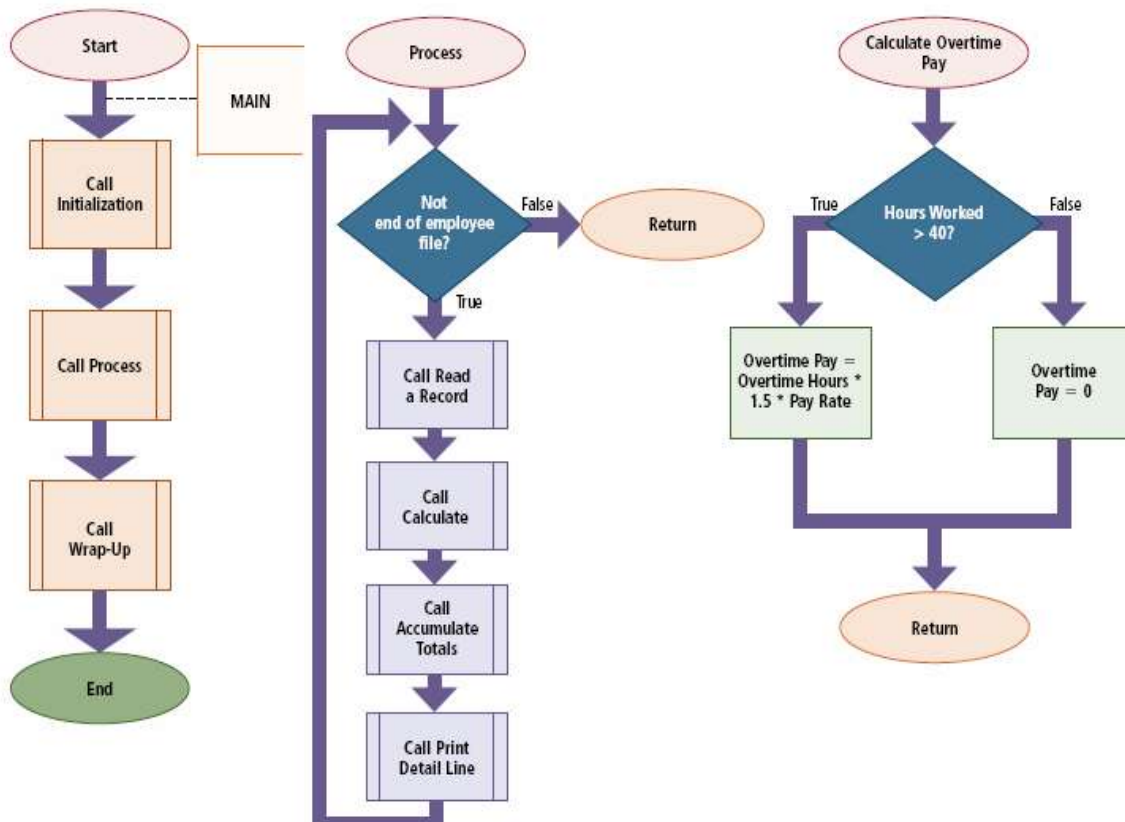 Start
MAIN
Call
Initialization
Call Process
Call
Wrap-Up
End
Process
Not
end of employee
file?
False
Return
True
Call Read
a Record
Call
Calculate
Call
Accumulate
Totals
Call Print
Detail Line
Calculate Overtime
Pay
Hours Worked
> 40?
True
False
Overtime Pay =
Overtime Hours *
1.5 * Pay Rate
Overtime
Pay = 0
Return